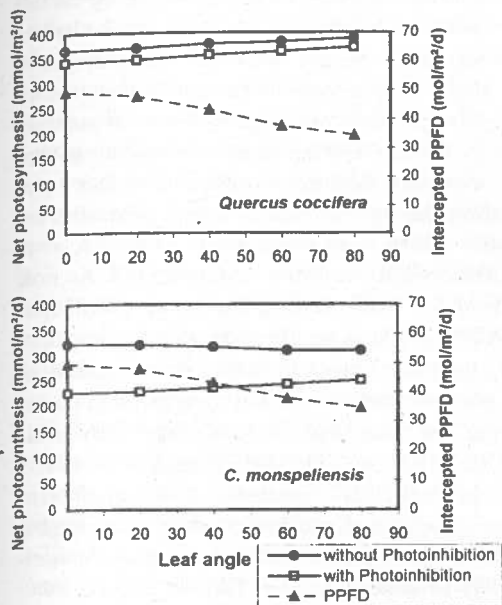 Net photosynthesis (mmol/m²/d)
400
350
300
250
200
150
100
50
0
Quercus coccifera
0 10 20 30 40 50 60 70 80 90
70
60
50
40
30
20
10
0
Intercepted PPFD (mol/m²/d)
Net photosynthesis (mmol/m²/d)
400
350
300
250
200
150
100
50
0
C. monspeliensis
0 10 20 30 40 50 60 70 80 90
70
60
50
40
30
20
10
0
Intercepted PPFD (mol/m²/d)
Leaf angle
without Photoinhibition
with Photoinhibition
PPFD